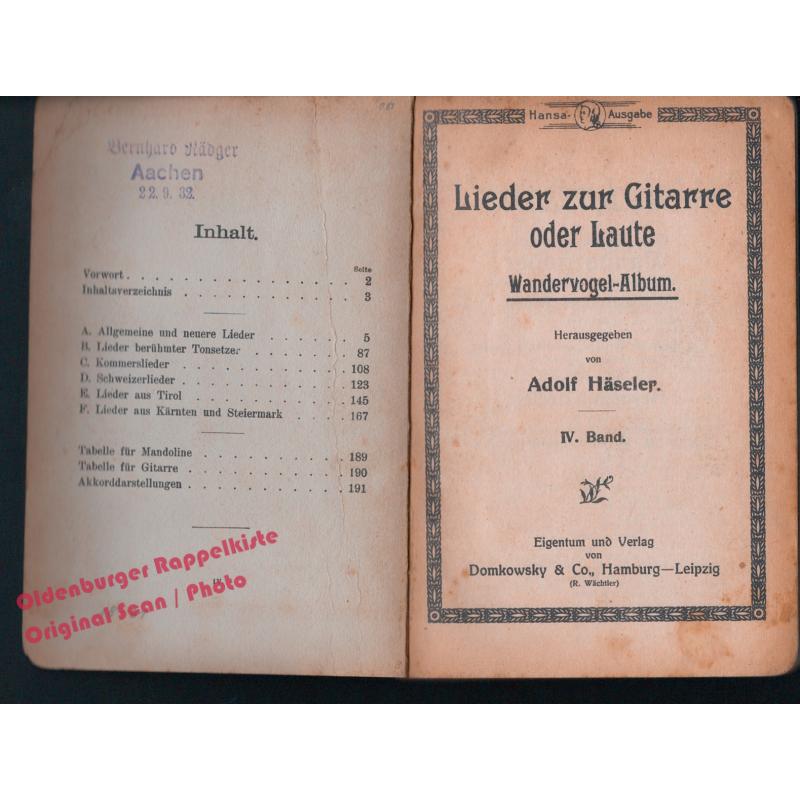 Bernhard Rädger
Aachen
22.9.32.
Inhalt.
Seite
Vorwort . . . . . . . . . . 2
Inhaltsverzeichnis . . . . . . . 3
A. Allgemeine und neuere Lieder . . . . . . 5
B. Lieder berühmter Tonsetzer . . . . . . . 87
C. Kommerslieder . . . . . . . . . . 108
D. Schweizerlieder . . . . . . . . . . 123
E. Lieder aus Tirol . . . . . . . . . . 145
F. Lieder aus Kärnten und Steiermark . . . . 167
Tabelle für Mandoline . . . . . . . . . 189
Tabelle für Gitarre . . . . . . . . . . 190
Akkorddarstellungen . . . . . . . . . . 191
IV.
Oldenburger Rappelkiste
Original Scan / Photo
Hansa-Ausgabe
Lieder zur Gitarre
oder Laute
Wandervogel-Album.
Herausgegeben
von
Adolf Häseler.
IV. Band.
Eigentum und Verlag
von
Domkowsky & Co., Hamburg—Leipzig
(R. Wächtler)